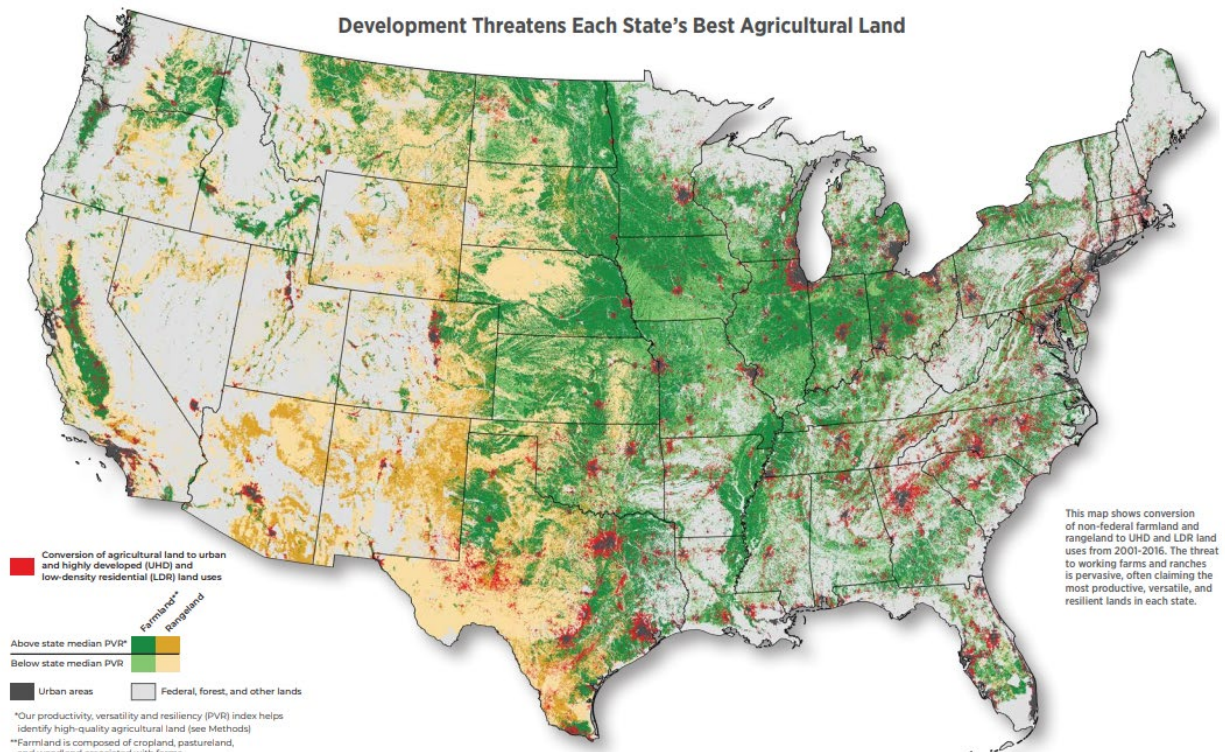 Development Threatens Each State's Best Agricultural Land
This map shows conversion
of non-federal farmland and
rangeland to UHD and LDR land
uses from 2001-2016. The threat
to working farms and ranches
is pervasive, often claiming the
most productive, versatile, and
resilient lands in each state.
Conversion of agricultural land to urban
and highly developed (UHD) and
low-density residential (LDR) land uses
Farmland**
Rangeland
Above state median PVR*
Below state median PVR
Urban areas
Federal, forest, and other lands
*Our productivity, versatility and resiliency (PVR) index helps
identify high-quality agricultural land (see Methods)
**Farmland is composed of cropland, pastureland,